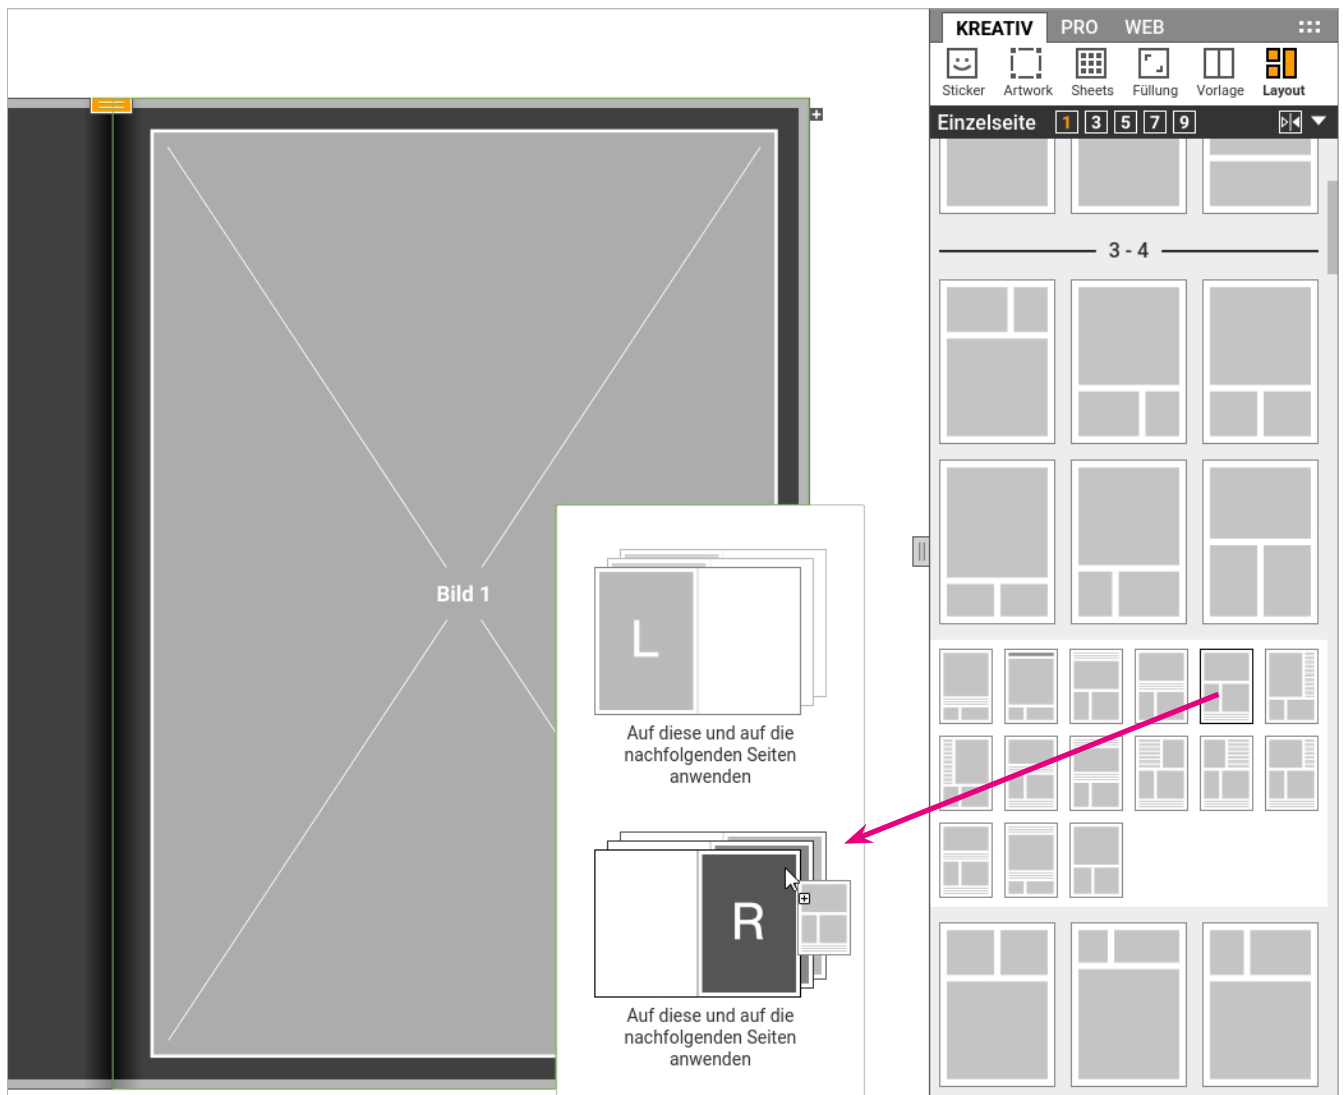 KREATIV PRO WEB
Sticker Artwork Sheets Füllung Vorlage Layout
Einzelseite 1 3 5 7 9
3 - 4
Bild 1
L
Auf diese und auf die
nachfolgenden Seiten
anwenden
R
Auf diese und auf die
nachfolgenden Seiten
anwenden